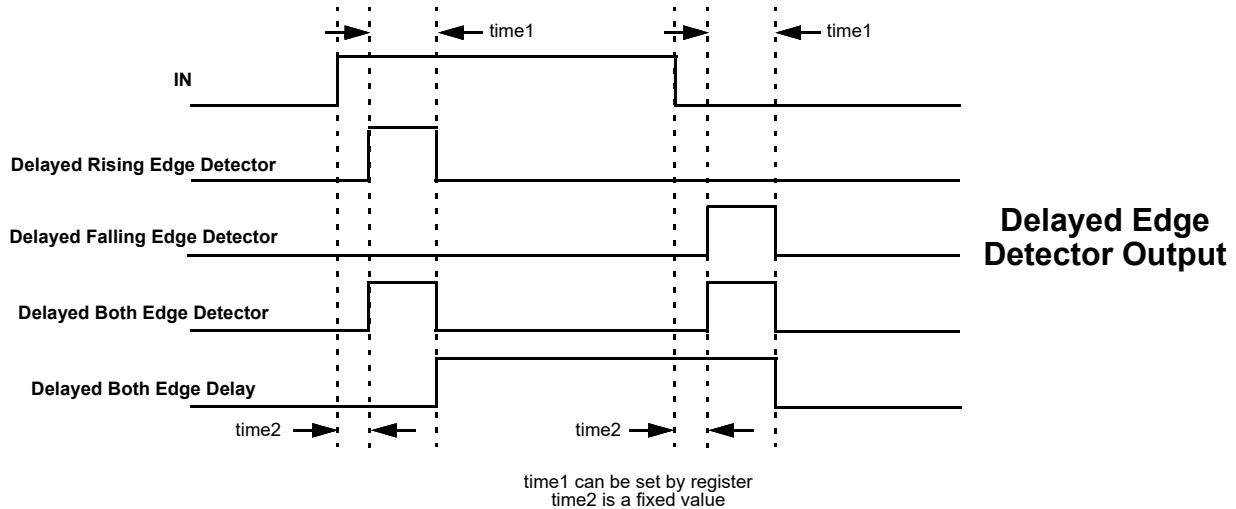 time1
time1
IN
Delayed Rising Edge Detector
Delayed Falling Edge Detector
Delayed Edge
Detector Output
Delayed Both Edge Detector
Delayed Both Edge Delay
time2
time2
time1 can be set by register
time2 is a fixed value